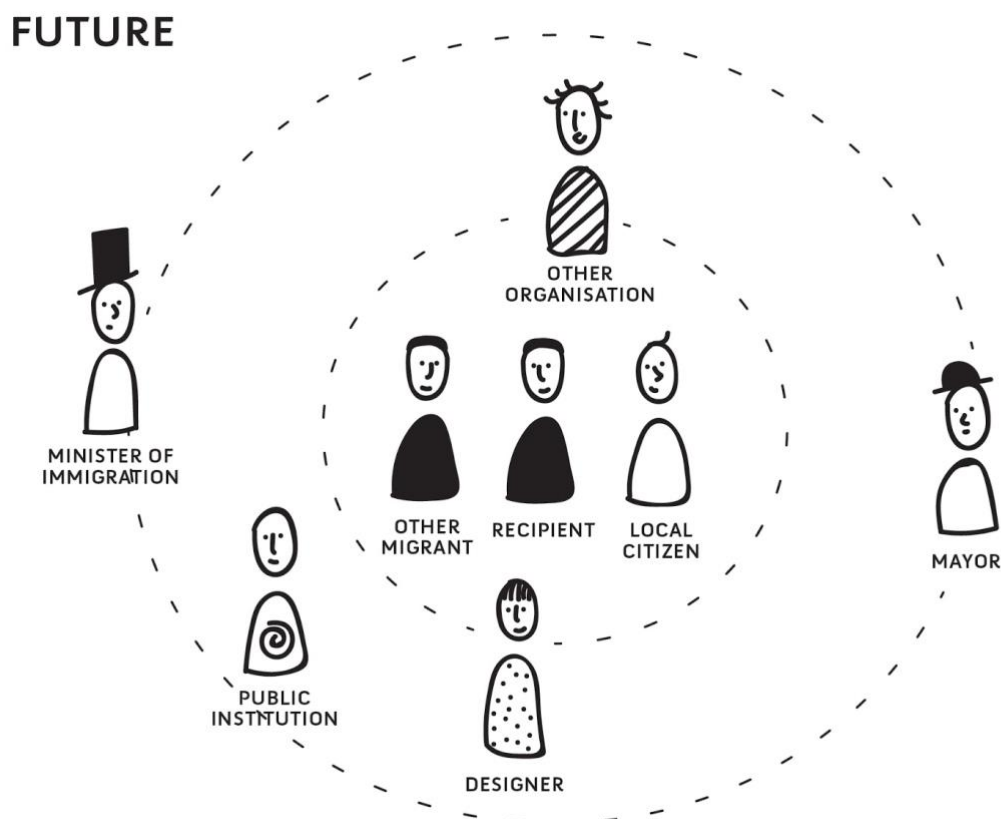 FUTURE
OTHER
ORGANISATION
MINISTER OF
IMMIGRATION
OTHER
MIGRANT
RECIPIENT
LOCAL
CITIZEN
MAYOR
PUBLIC
INSTITUTION
DESIGNER